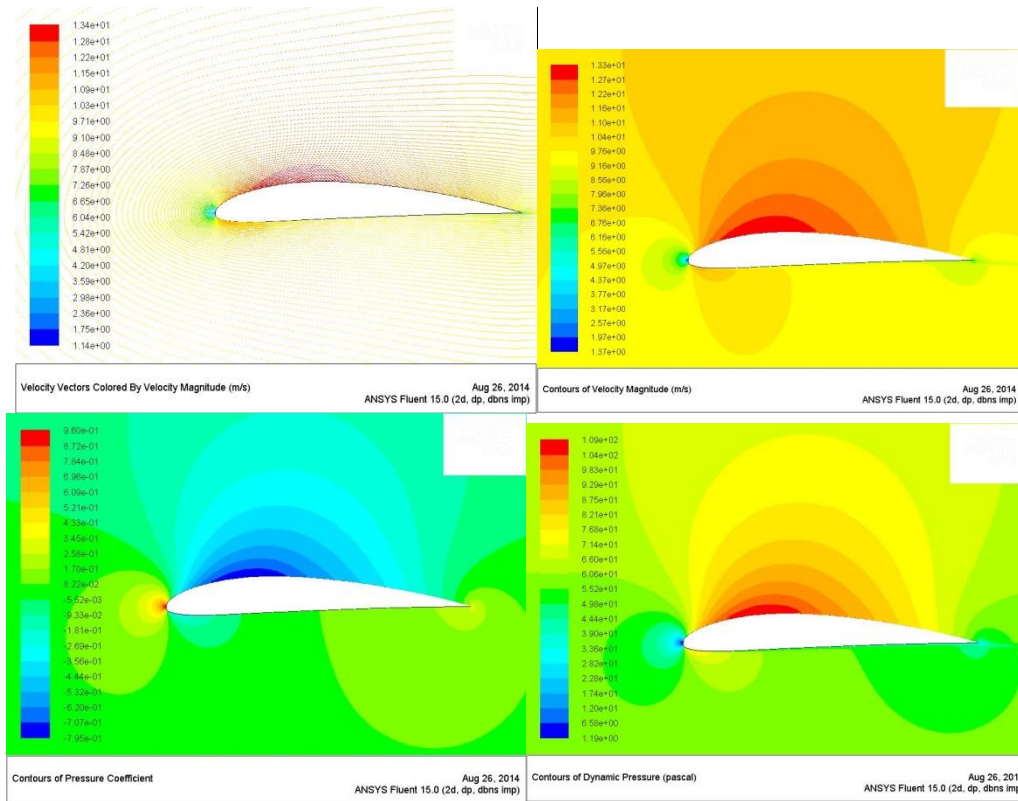 1.34e+01
1.28e+01
1.22e+01
1.15e+01
1.09e+01
1.03e+01
9.71e+00
9.10e+00
8.48e+00
7.87e+00
7.26e+00
6.65e+00
6.04e+00
5.42e+00
4.81e+00
4.20e+00
3.59e+00
2.98e+00
2.36e+00
1.75e+00
1.14e+00
Velocity Vectors Colored By Velocity Magnitude (m/s)
Aug 26, 2014
ANSYS Fluent 15.0 (2d, dp, dbns imp)
1.33e+01
1.27e+01
1.22e+01
1.16e+01
1.10e+01
1.04e+01
9.76e+00
9.16e+00
8.56e+00
7.96e+00
7.36e+00
6.76e+00
6.16e+00
5.56e+00
4.97e+00
4.37e+00
3.77e+00
3.17e+00
2.57e+00
1.97e+00
1.37e+00
Contours of Velocity Magnitude (m/s)
Aug 26, 2014
ANSYS Fluent 15.0 (2d, dp, dbns imp)
9.60e-01
8.72e-01
7.84e-01
6.96e-01
6.09e-01
5.21e-01
4.33e-01
3.45e-01
2.58e-01
1.70e-01
8.22e-02
-5.52e-03
-9.33e-02
-1.81e-01
-2.69e-01
-3.56e-01
-4.44e-01
-5.32e-01
-6.20e-01
-7.07e-01
-7.95e-01
Contours of Pressure Coefficient
Aug 26, 2014
ANSYS Fluent 15.0 (2d, dp, dbns imp)
1.09e+02
1.04e+02
9.83e+01
9.29e+01
8.75e+01
8.21e+01
7.68e+01
7.14e+01
6.60e+01
6.06e+01
5.52e+01
4.98e+01
4.44e+01
3.90e+01
3.36e+01
2.82e+01
2.28e+01
1.74e+01
1.20e+01
6.58e+00
1.19e+00
Contours of Dynamic Pressure (pascal)
Aug 26, 201
ANSYS Fluent 15.0 (2d, dp, dbns imp